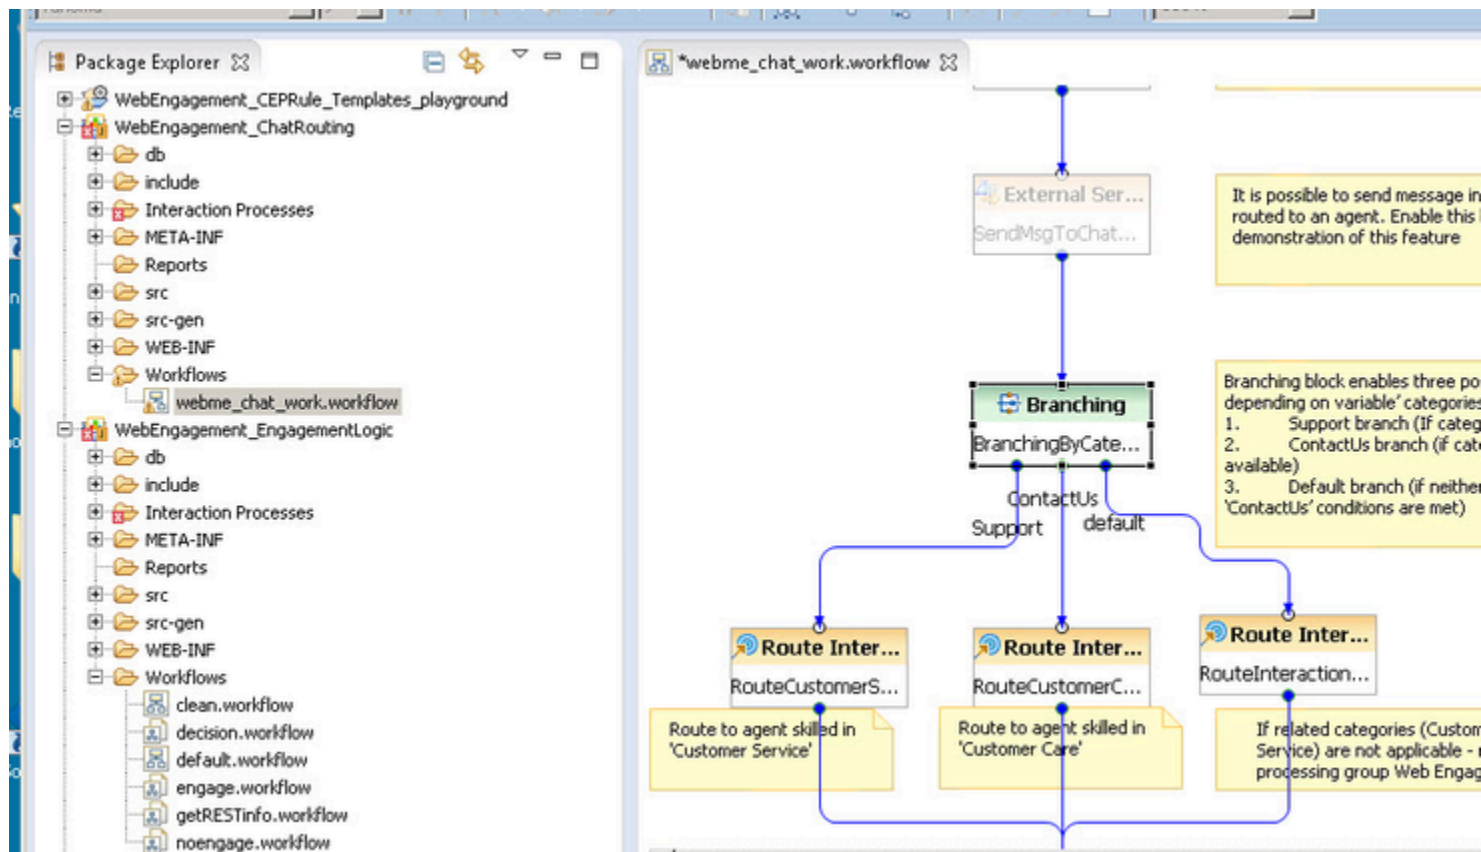 Package Explorer
WebEngagement_CEPRule_Templates_playground
WebEngagement_ChatRouting
db
include
Interaction Processes
META-INF
Reports
src
src-gen
WEB-INF
Workflows
webme_chat_work.workflow
WebEngagement_EngagementLogic
db
include
Interaction Processes
META-INF
Reports
src
src-gen
WEB-INF
Workflows
clean.workflow
decision.workflow
default.workflow
engage.workflow
getRESTinfo.workflow
noengage.workflow
*webme_chat_work.workflow
External Ser...
SendMsgToChat...
It is possible to send message in
routed to an agent. Enable this
demonstration of this feature
Branching
BranchingByCate...
Branching block enables three po
depending on variable' categories
1. Support branch (If categ
2. ContactUs branch (if cate
available)
3. Default branch (if neither
'ContactUs' conditions are met)
ContactUs
Support
default
Route Inter...
RouteCustomerS...
Route Inter...
RouteCustomerC...
Route Inter...
RouteInteraction...
Route to agent skilled in
'Customer Service'
Route to agent skilled in
'Customer Care'
If related categories (Custom
Service) are not applicable -
processing group Web Engag